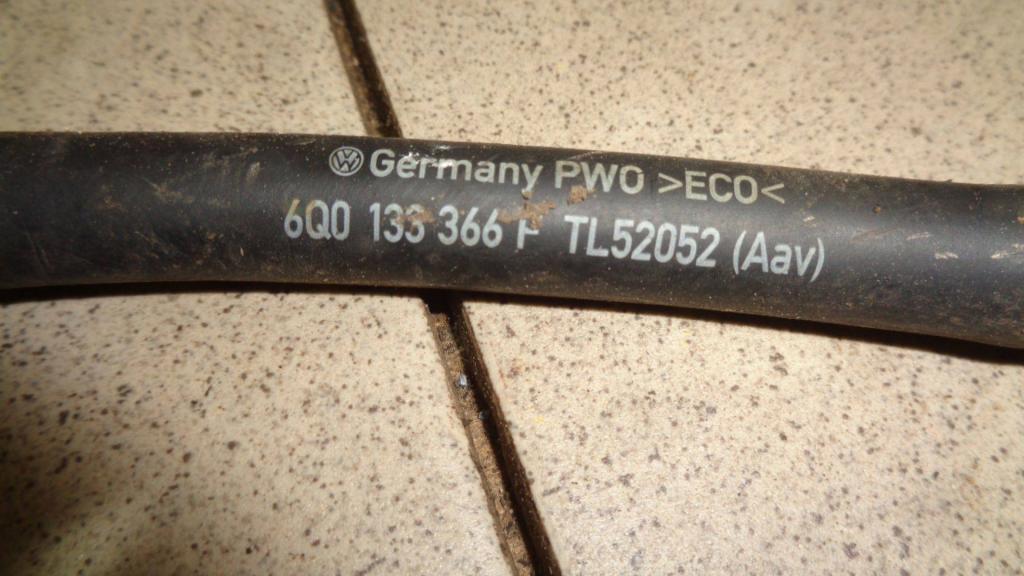 Germany PWO >ECO<
6Q0 133 366 F TL52052 (Aav)